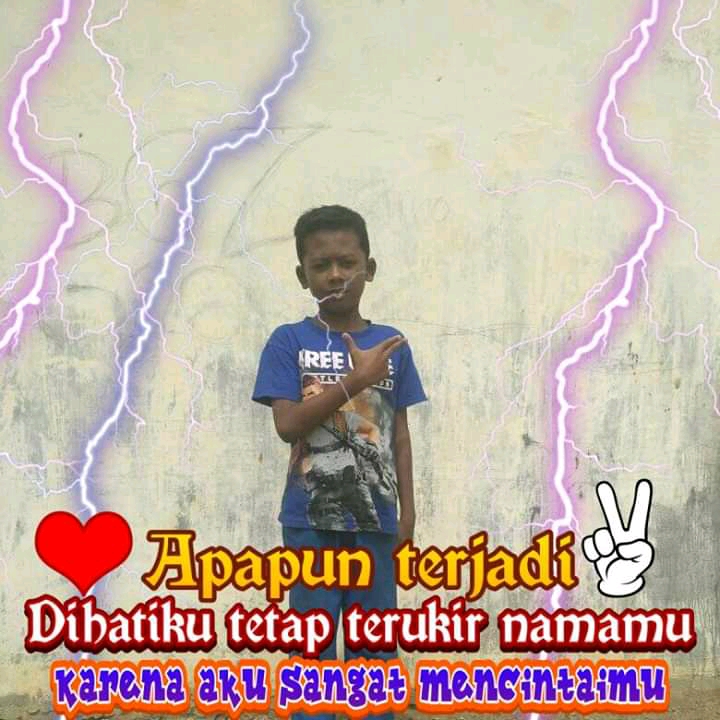 Apapun terjadi
Dihatiku tetap terukir namamu
karena aku sangat mencintaimu